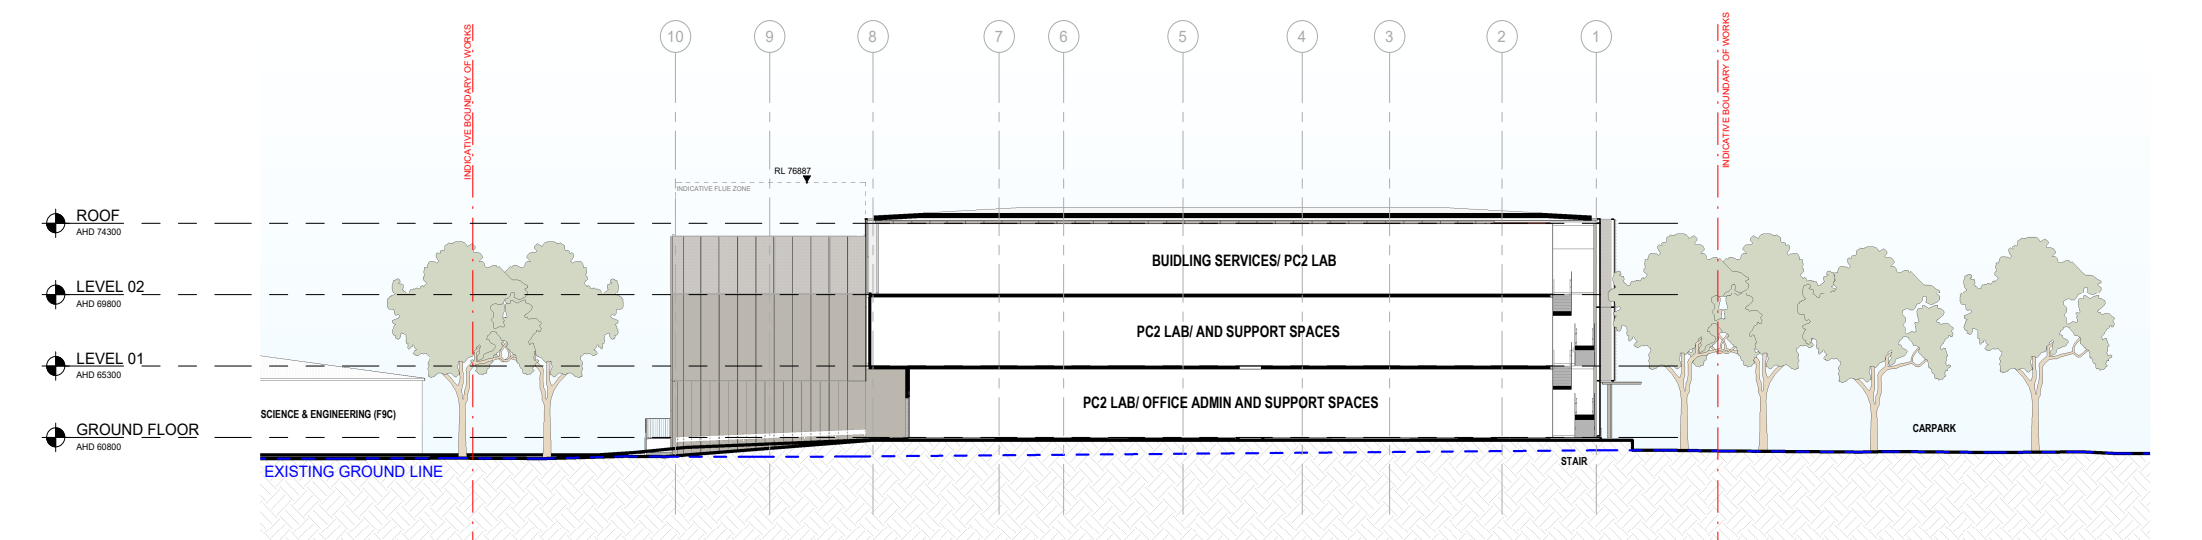 INDICATIVE BOUNDARY OF WORKS
10
9
8
7
6
5
4
3
2
1
INDICATIVE BOUNDARY OF WORKS
RL 76887
INDICATIVE FLUE ZONE
ROOF
AHD 74300
BUIDLING SERVICES/ PC2 LAB
LEVEL 02
AHD 69800
PC2 LAB/ AND SUPPORT SPACES
LEVEL 01
AHD 65300
PC2 LAB/ OFFICE ADMIN AND SUPPORT SPACES
SCIENCE & ENGINEERING (F9C)
GROUND FLOOR
AHD 60800
CARPARK
STAIR
EXISTING GROUND LINE